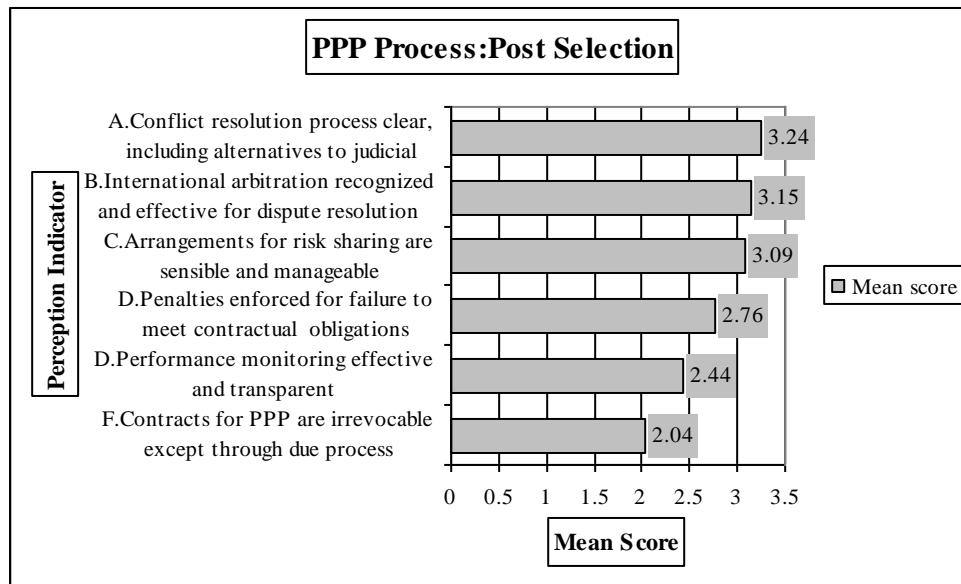 PPP Process:Post Selection
A.Conflict resolution process clear,
including alternatives to judicial
3.24
B.International arbitration recognized
and effective for dispute resolution
3.15
C.Arrangements for risk sharing are
sensible and manageable
3.09
D.Penalties enforced for failure to
meet contractual obligations
2.76
D.Performance monitoring effective
and transparent
2.44
F.Contracts for PPP are irrevocable
except through due process
2.04
Perception Indicator
Mean score
0 0.5 1 1.5 2 2.5 3 3.5
Mean Score